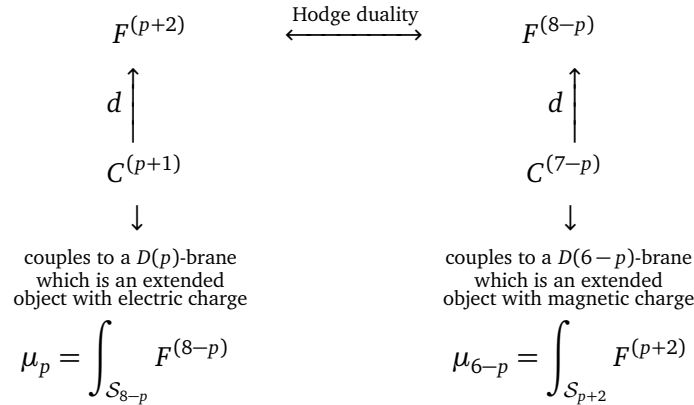 F^{(p+2)} Hodge duality F^{(8−p)}
d d
C^{(p+1)} C^{(7−p)}
couples to a D(p)-brane
which is an extended
object with electric charge
couples to a D(6−p)-brane
which is an extended
object with magnetic charge
μ_p = ∫_{𝒮_{8−p}} F^{(8−p)}
μ_{6−p} = ∫_{𝒮_{p+2}} F^{(p+2)}